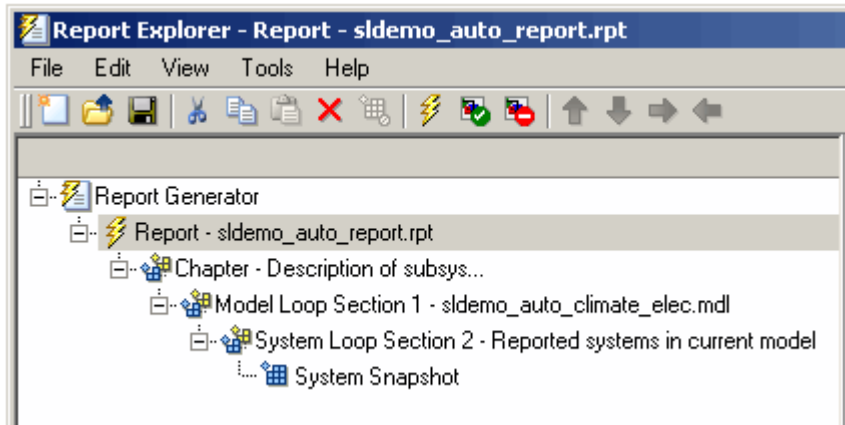 Report Explorer - Report - sldemo_auto_report.rpt
File Edit View Tools Help
Report Generator
Report - sldemo_auto_report.rpt
Chapter - Description of subsys...
Model Loop Section 1 - sldemo_auto_climate_elec.mdl
System Loop Section 2 - Reported systems in current model
System Snapshot